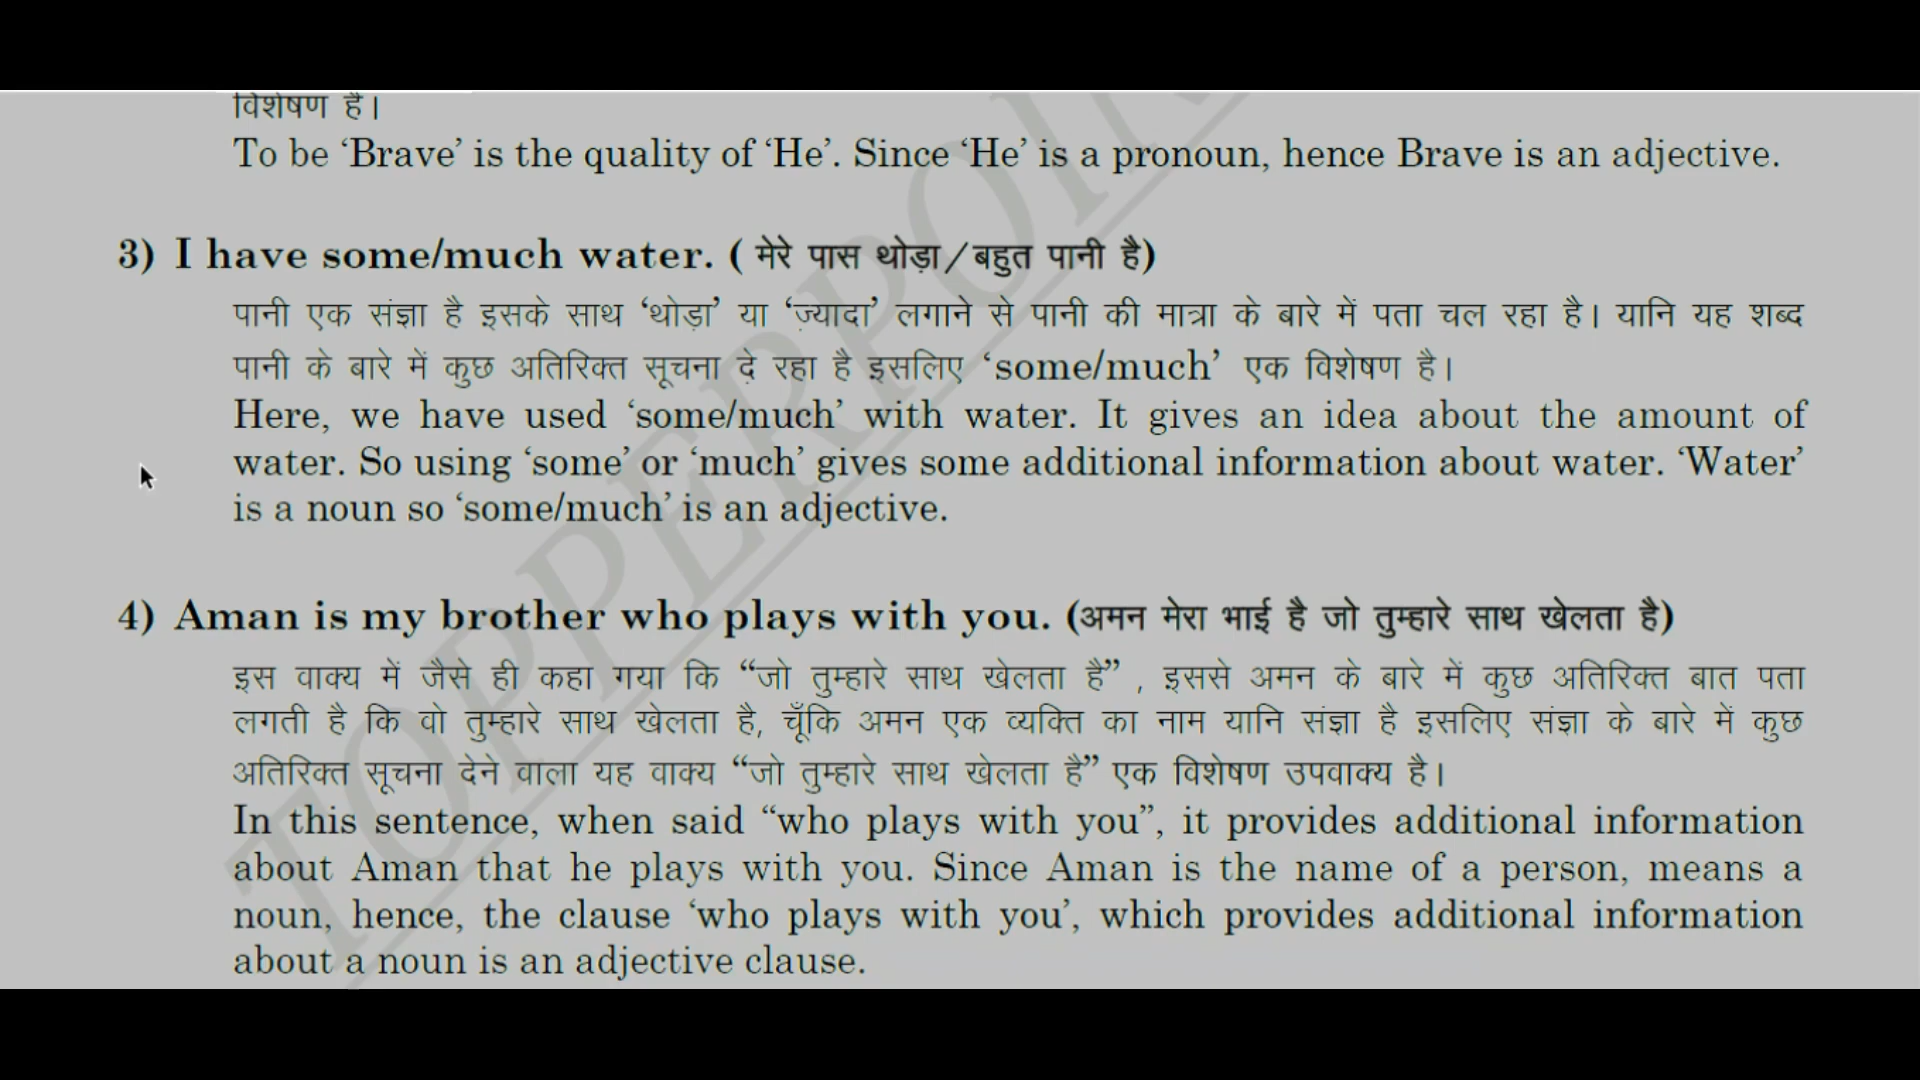 विशेषण है।
To be ‘Brave’ is the quality of ‘He’. Since ‘He’ is a pronoun, hence Brave is an adjective.
3) I have some/much water. ( मेरे पास थोड़ा/बहुत पानी है)
पानी एक संज्ञा है इसके साथ ‘थोड़ा’ या ‘ज़्यादा’ लगाने से पानी की मात्रा के बारे में पता चल रहा है। यानि यह शब्द
पानी के बारे में कुछ अतिरिक्त सूचना दे रहा है इसलिए ‘some/much’ एक विशेषण है।
Here, we have used ‘some/much’ with water. It gives an idea about the amount of
water. So using ‘some’ or ‘much’ gives some additional information about water. ‘Water’
is a noun so ‘some/much’ is an adjective.
4) Aman is my brother who plays with you. (अमन मेरा भाई है जो तुम्हारे साथ खेलता है)
इस वाक्य में जैसे ही कहा गया कि “जो तुम्हारे साथ खेलता है” , इससे अमन के बारे में कुछ अतिरिक्त बात पता
लगती है कि वो तुम्हारे साथ खेलता है, चूँकि अमन एक व्यक्ति का नाम यानि संज्ञा है इसलिए संज्ञा के बारे में कुछ
अतिरिक्त सूचना देने वाला यह वाक्य “जो तुम्हारे साथ खेलता है” एक विशेषण उपवाक्य है।
In this sentence, when said “who plays with you”, it provides additional information
about Aman that he plays with you. Since Aman is the name of a person, means a
noun, hence, the clause ‘who plays with you’, which provides additional information
about a noun is an adjective clause.